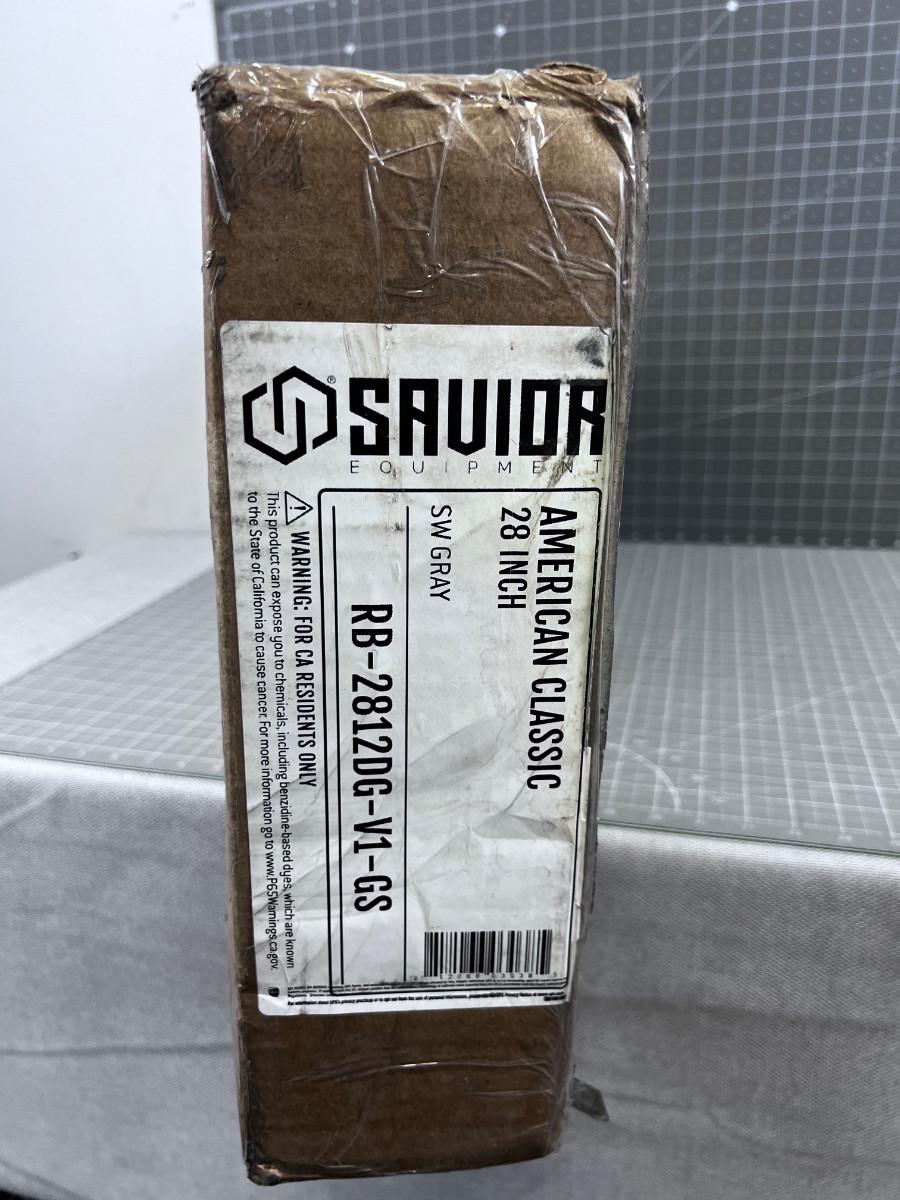 ®
SAVIOR
EQUIPMENT
AMERICAN CLASSIC
28 INCH
SW GRAY
RB-2812DG-V1-GS
WARNING: FOR CA RESIDENTS ONLY
This product can expose you to chemicals, including benzidine-based dyes, which are known
to the State of California to cause cancer. For more information go to www.P65Warnings.ca.gov.